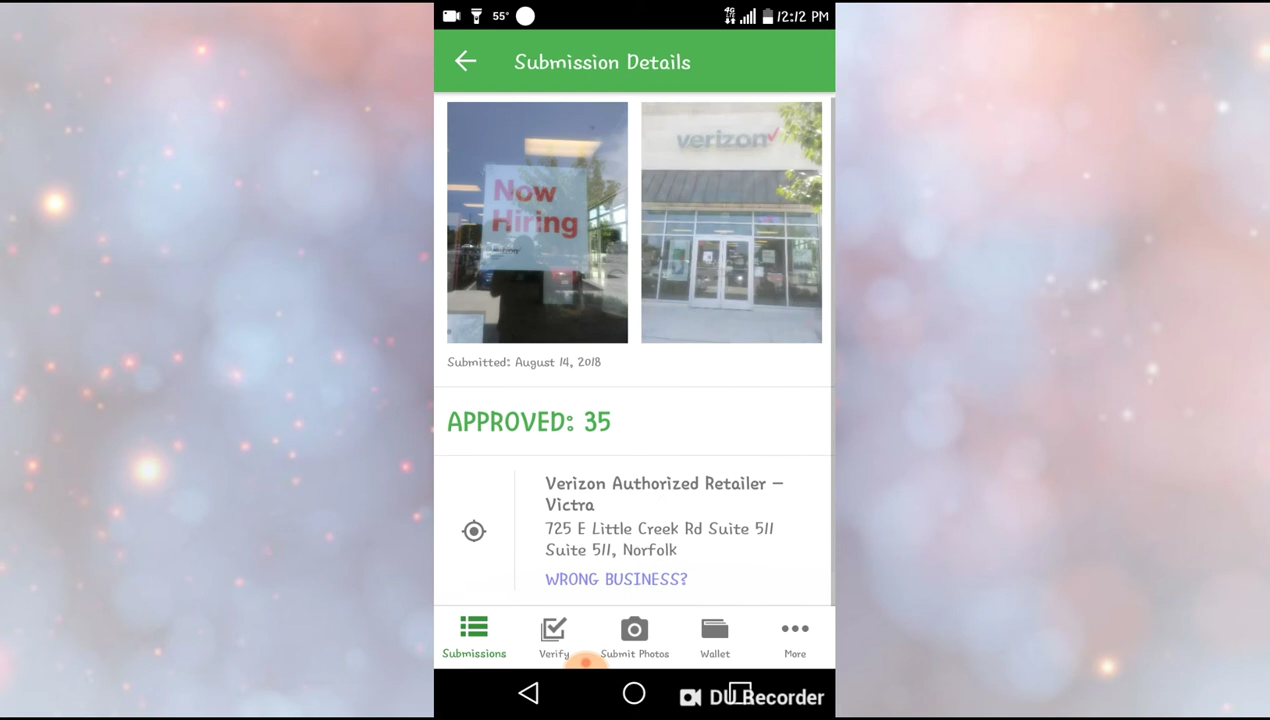 55°
4G LTE
12:12 PM
Submission Details
Now
Hiring
verizon
Submitted: August 14, 2018
APPROVED: 35
Verizon Authorized Retailer –
Victra
725 E Little Creek Rd Suite 511
Suite 511, Norfolk
WRONG BUSINESS?
Submissions
Verify
Submit Photos
Wallet
More
DU Recorder